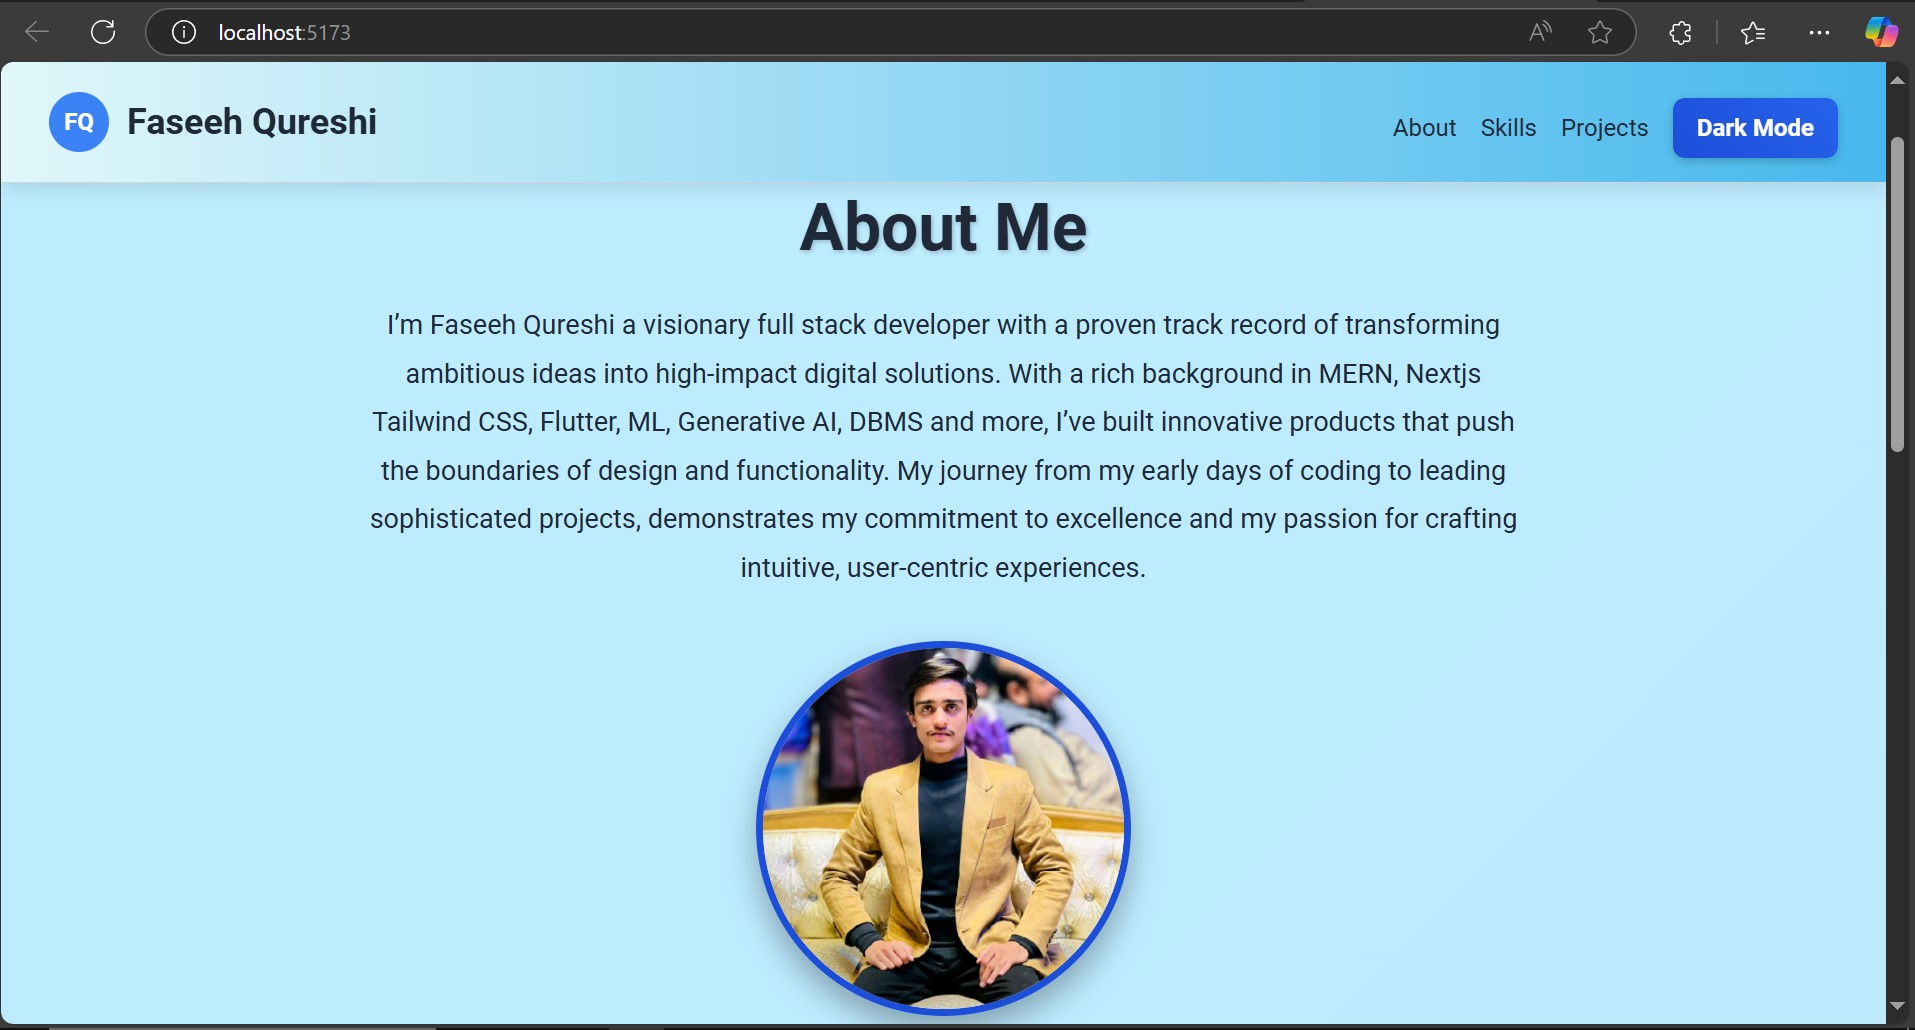 localhost:5173
FQ
Faseeh Qureshi
About Skills Projects Dark Mode
About Me
I’m Faseeh Qureshi a visionary full stack developer with a proven track record of transforming
ambitious ideas into high-impact digital solutions. With a rich background in MERN, Nextjs
Tailwind CSS, Flutter, ML, Generative AI, DBMS and more, I’ve built innovative products that push
the boundaries of design and functionality. My journey from my early days of coding to leading
sophisticated projects, demonstrates my commitment to excellence and my passion for crafting
intuitive, user-centric experiences.